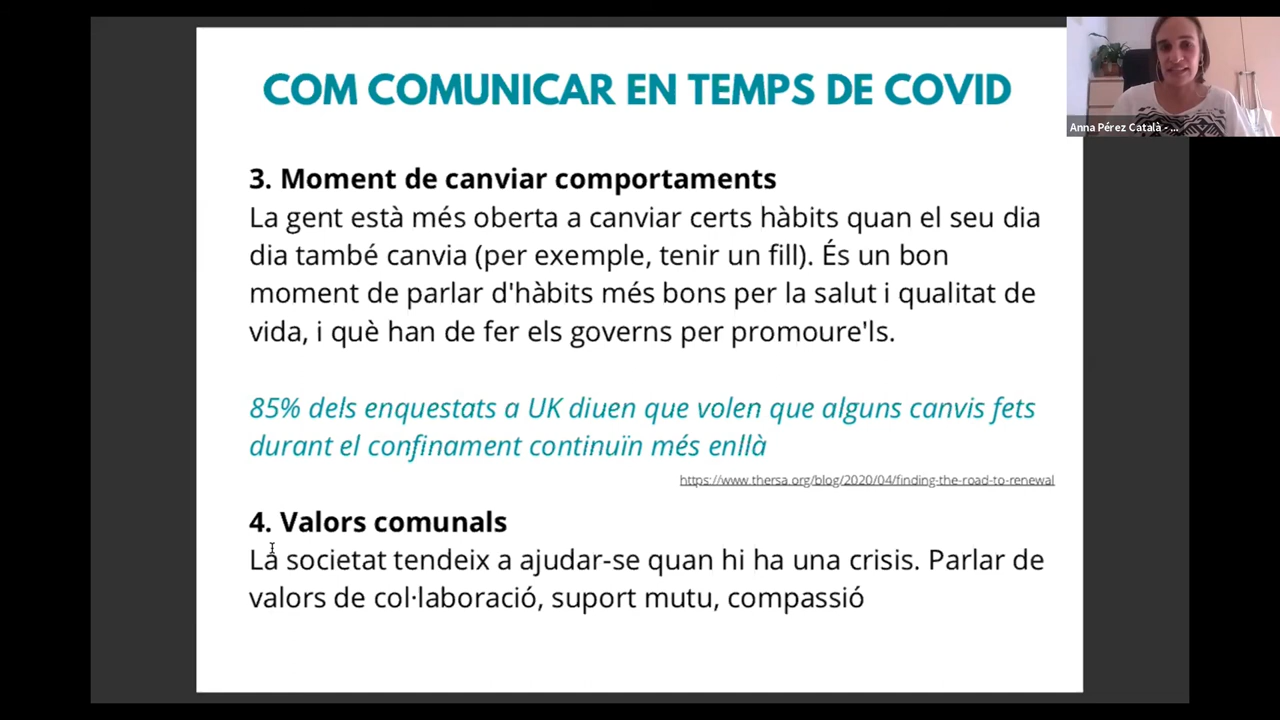 COM COMUNICAR EN TEMPS DE COVID
Anna Pérez Català - ...
3. Moment de canviar comportaments
La gent està més oberta a canviar certs hàbits quan el seu dia
dia també canvia (per exemple, tenir un fill). És un bon
moment de parlar d'hàbits més bons per la salut i qualitat de
vida, i què han de fer els governs per promoure'ls.
85% dels enquestats a UK diuen que volen que alguns canvis fets
durant el confinament continuïn més enllà
https://www.thersa.org/blog/2020/04/finding-the-road-to-renewal
4. Valors comunals
La societat tendeix a ajudar-se quan hi ha una crisis. Parlar de
valors de col·laboració, suport mutu, compassió